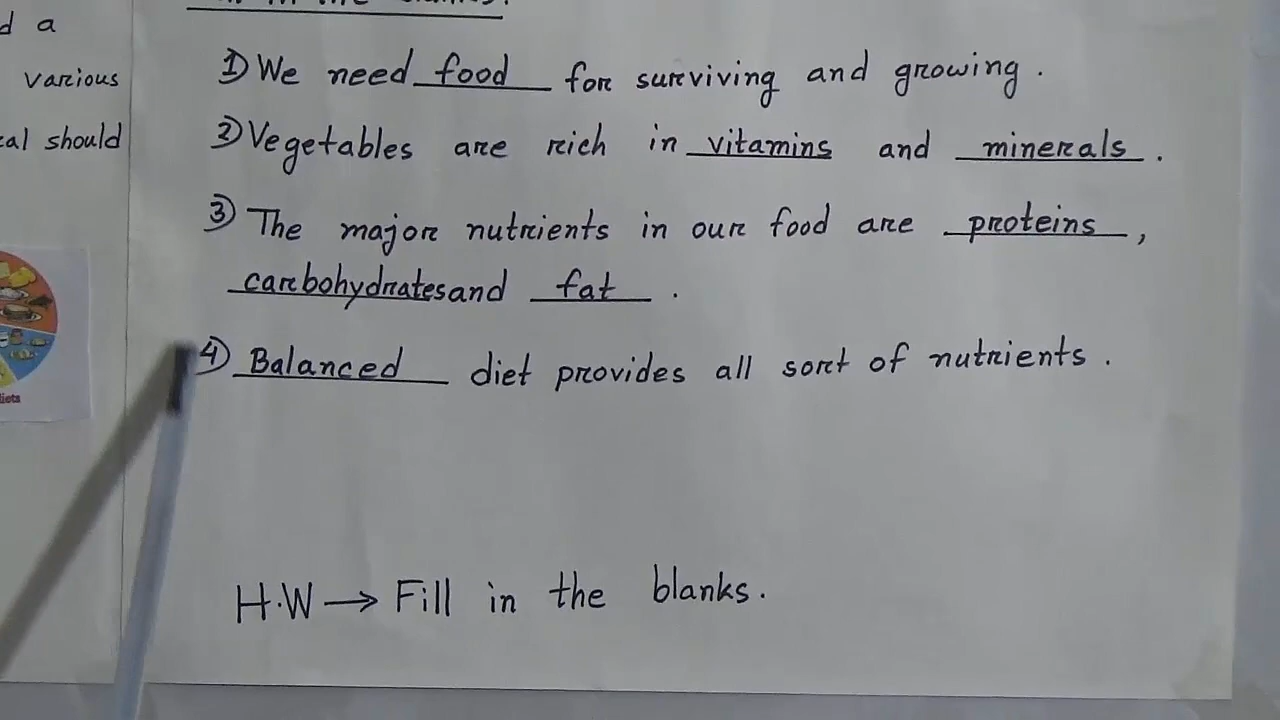 d a
various
should
1) We need food for surviving and growing.
2) Vegetables are rich in vitamins and minerals.
3) The major nutrients in our food are proteins,
carbohydrates and fat.
4) Balanced diet provides all sort of nutrients.
H.W → Fill in the blanks.